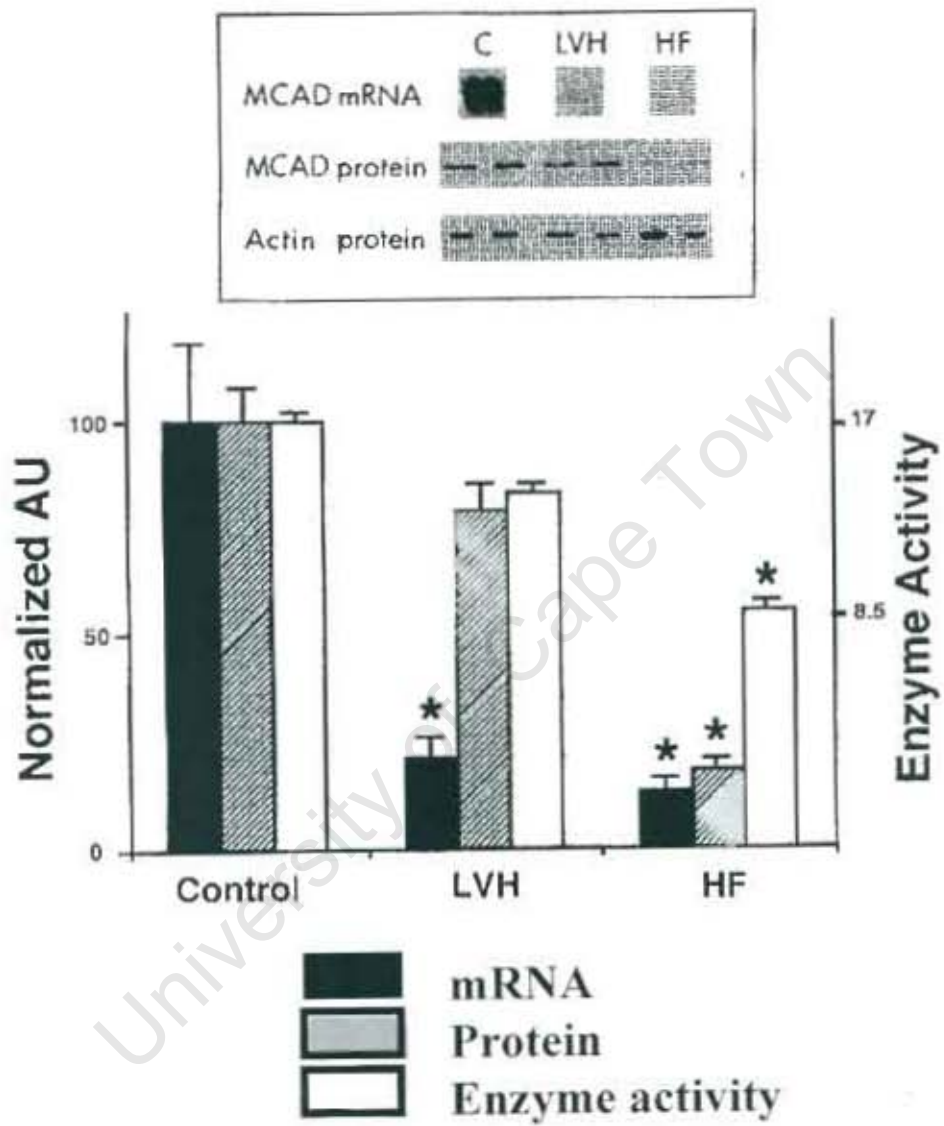 C LVH HF
MCAD mRNA
MCAD protein
Actin protein
Normalized AU
100
50
0
* * * *
17
8.5
Enzyme Activity
Control LVH HF
University of Cape Town
mRNA
Protein
Enzyme activity